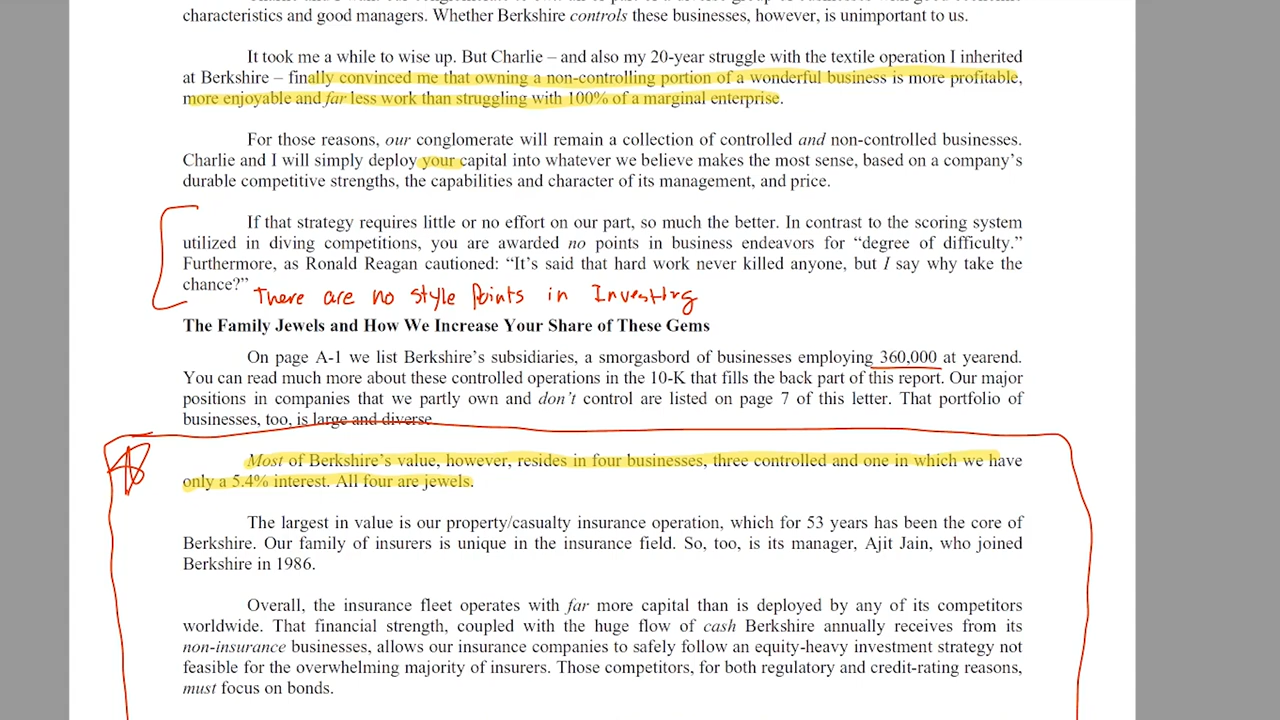 characteristics and good managers. Whether Berkshire controls these businesses, however, is unimportant to us.
It took me a while to wise up. But Charlie – and also my 20-year struggle with the textile operation I inherited
at Berkshire – finally convinced me that owning a non-controlling portion of a wonderful business is more profitable,
more enjoyable and far less work than struggling with 100% of a marginal enterprise.
For those reasons, our conglomerate will remain a collection of controlled and non-controlled businesses.
Charlie and I will simply deploy your capital into whatever we believe makes the most sense, based on a company’s
durable competitive strengths, the capabilities and character of its management, and price.
If that strategy requires little or no effort on our part, so much the better. In contrast to the scoring system
utilized in diving competitions, you are awarded no points in business endeavors for “degree of difficulty.”
Furthermore, as Ronald Reagan cautioned: “It’s said that hard work never killed anyone, but I say why take the
chance?”
There are no style points in Investing
The Family Jewels and How We Increase Your Share of These Gems
On page A-1 we list Berkshire’s subsidiaries, a smorgasbord of businesses employing 360,000 at yearend.
You can read much more about these controlled operations in the 10-K that fills the back part of this report. Our major
positions in companies that we partly own and don’t control are listed on page 7 of this letter. That portfolio of
businesses, too, is large and diverse.
Most of Berkshire’s value, however, resides in four businesses, three controlled and one in which we have
only a 5.4% interest. All four are jewels.
The largest in value is our property/casualty insurance operation, which for 53 years has been the core of
Berkshire. Our family of insurers is unique in the insurance field. So, too, is its manager, Ajit Jain, who joined
Berkshire in 1986.
Overall, the insurance fleet operates with far more capital than is deployed by any of its competitors
worldwide. That financial strength, coupled with the huge flow of cash Berkshire annually receives from its
non-insurance businesses, allows our insurance companies to safely follow an equity-heavy investment strategy not
feasible for the overwhelming majority of insurers. Those competitors, for both regulatory and credit-rating reasons,
must focus on bonds.